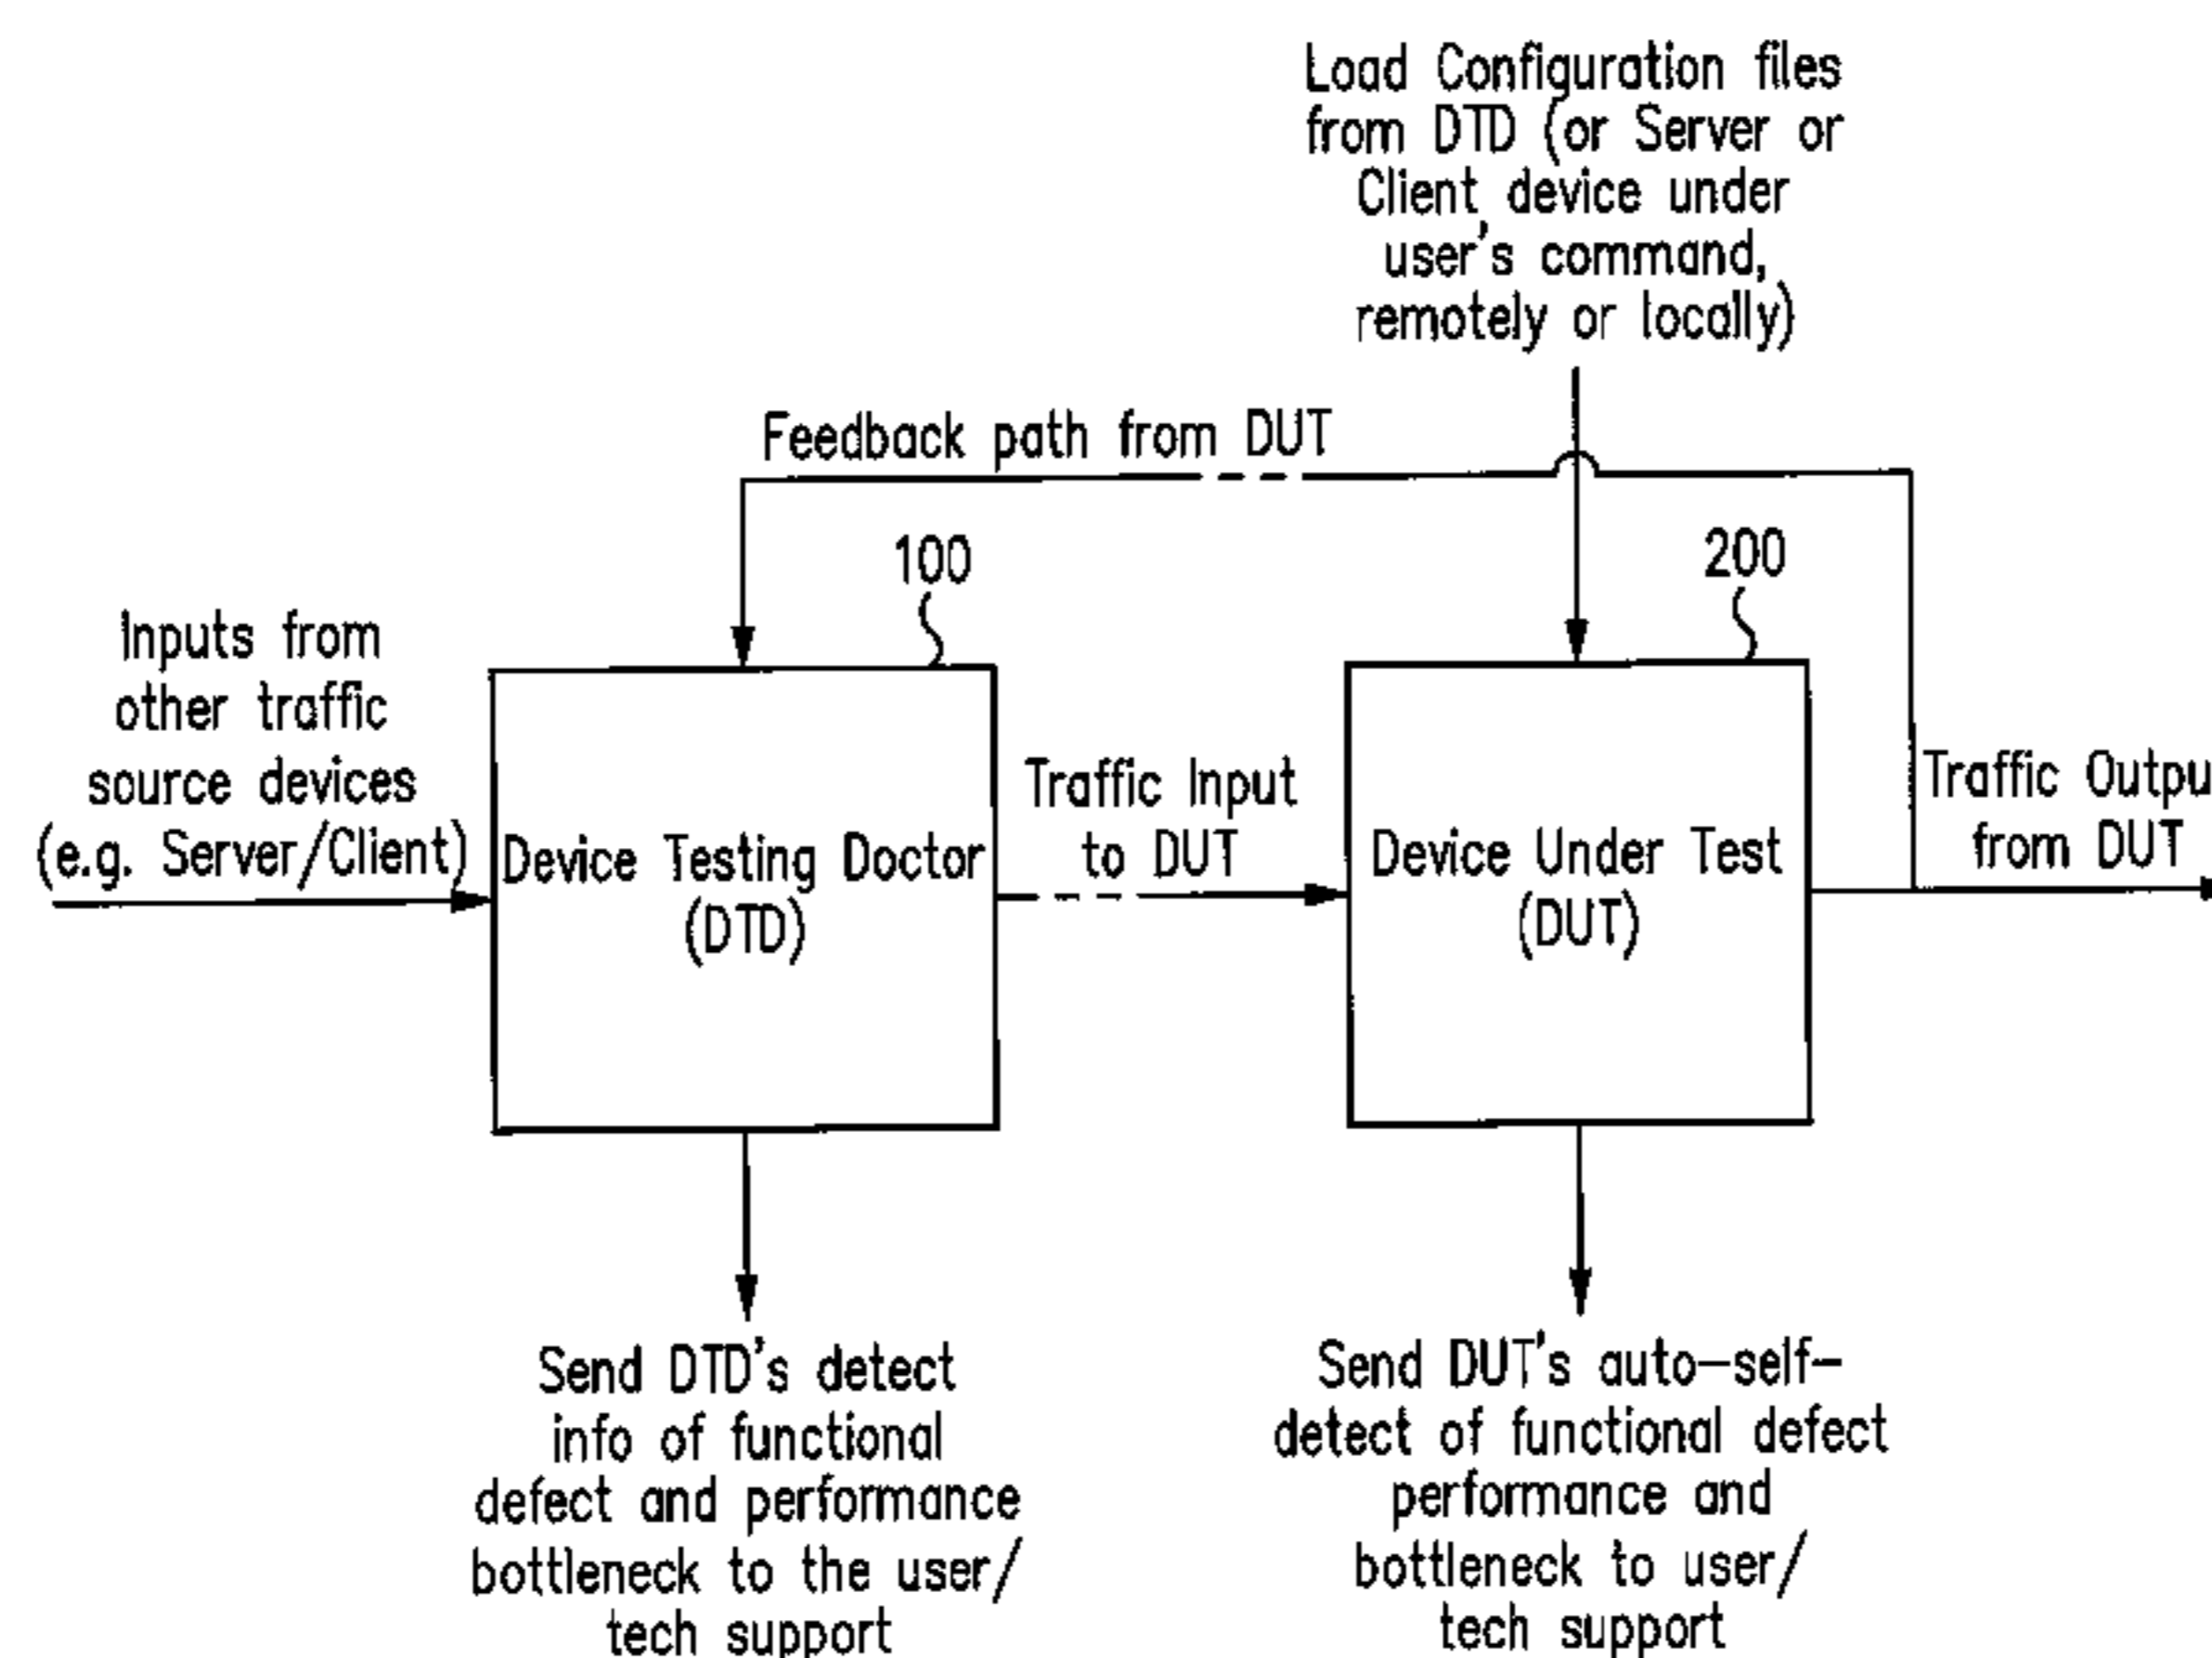 Load Configuration files
from DTD (or Server or
Client device under
user's command,
remotely or locally)
Feedback path from DUT
100
200
Inputs from
other traffic
source devices
(e.g. Server/Client)
Device Testing Doctor
(DTD)
Traffic Input
to DUT
Device Under Test
(DUT)
Traffic Outpu
from DUT
Send DTD's detect
info of functional
defect and performance
bottleneck to the user/
tech support
Send DUT's auto-self-
detect of functional defect
performance and
bottleneck to user/
tech support